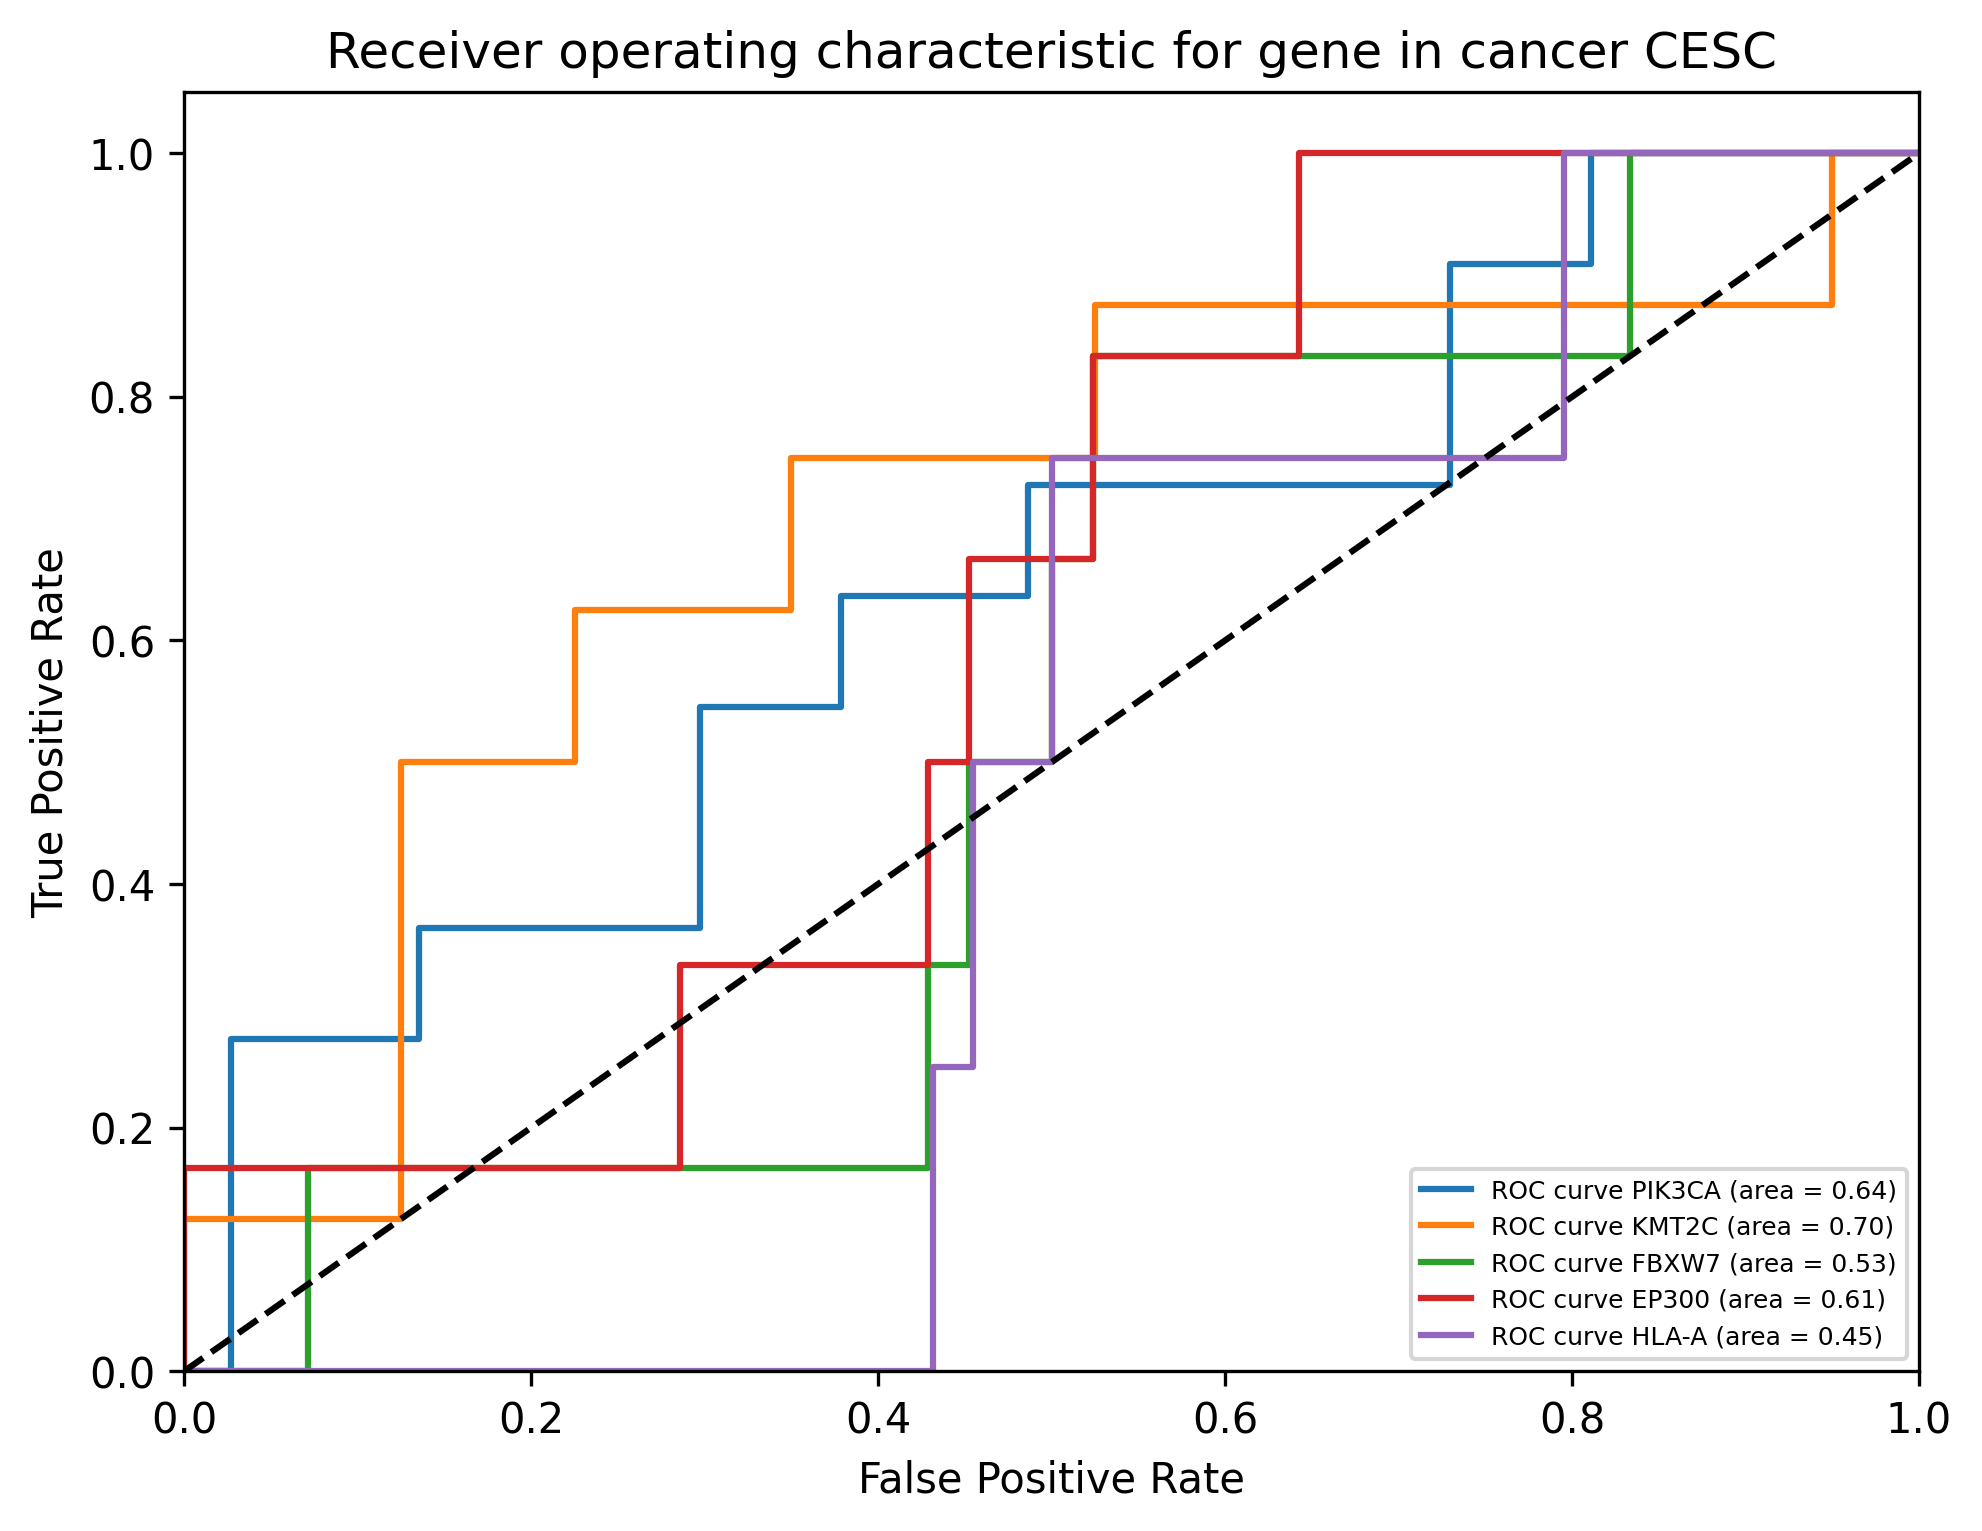 Receiver operating characteristic for gene in cancer CESC
True Positive Rate
1.0
0.8
0.6
0.4
0.2
0.0
0.0 0.2 0.4 0.6 0.8 1.0
False Positive Rate
ROC curve PIK3CA (area = 0.64)
ROC curve KMT2C (area = 0.70)
ROC curve FBXW7 (area = 0.53)
ROC curve EP300 (area = 0.61)
ROC curve HLA-A (area = 0.45)